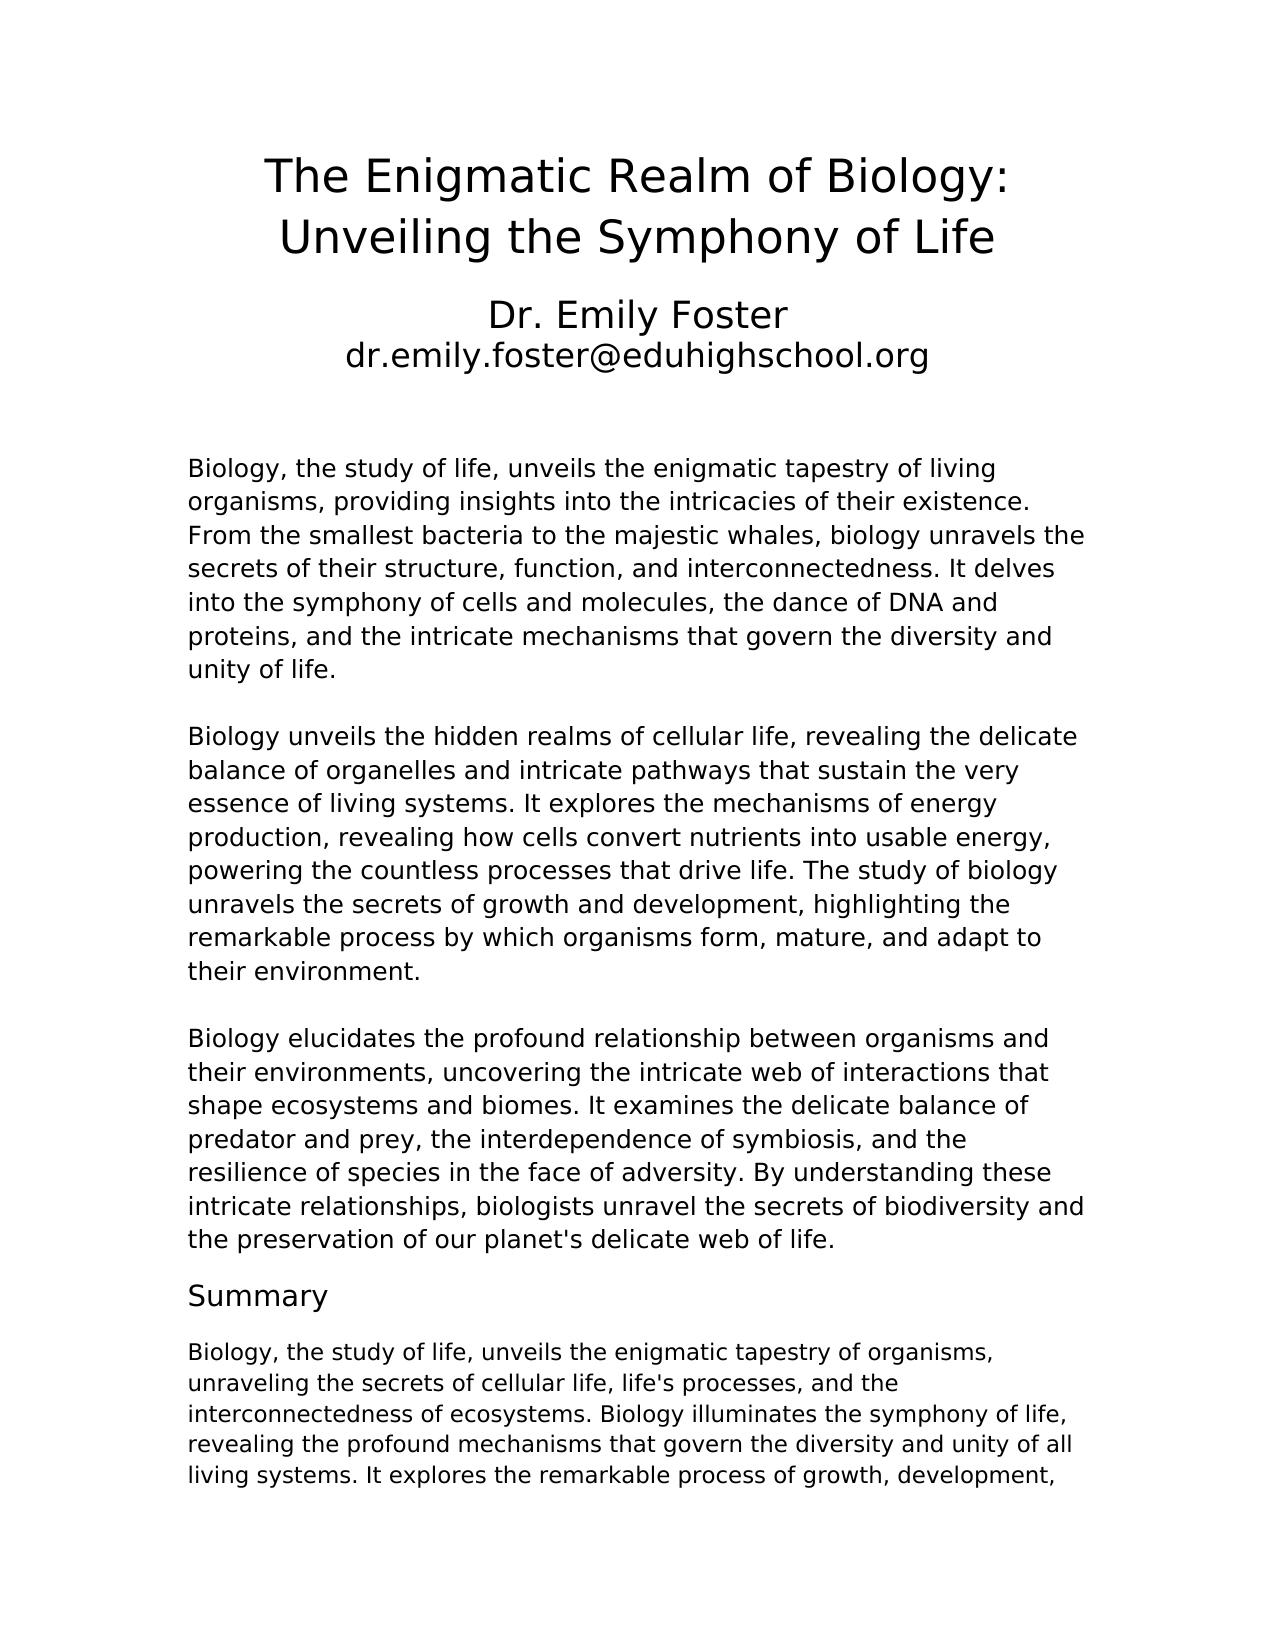 The Enigmatic Realm of Biology:
Unveiling the Symphony of Life
Dr. Emily Foster
dr.emily.foster@eduhighschool.org
Biology, the study of life, unveils the enigmatic tapestry of living
organisms, providing insights into the intricacies of their existence.
From the smallest bacteria to the majestic whales, biology unravels the
secrets of their structure, function, and interconnectedness. It delves
into the symphony of cells and molecules, the dance of DNA and
proteins, and the intricate mechanisms that govern the diversity and
unity of life.
Biology unveils the hidden realms of cellular life, revealing the delicate
balance of organelles and intricate pathways that sustain the very
essence of living systems. It explores the mechanisms of energy
production, revealing how cells convert nutrients into usable energy,
powering the countless processes that drive life. The study of biology
unravels the secrets of growth and development, highlighting the
remarkable process by which organisms form, mature, and adapt to
their environment.
Biology elucidates the profound relationship between organisms and
their environments, uncovering the intricate web of interactions that
shape ecosystems and biomes. It examines the delicate balance of
predator and prey, the interdependence of symbiosis, and the
resilience of species in the face of adversity. By understanding these
intricate relationships, biologists unravel the secrets of biodiversity and
the preservation of our planet's delicate web of life.
Summary
Biology, the study of life, unveils the enigmatic tapestry of organisms,
unraveling the secrets of cellular life, life's processes, and the
interconnectedness of ecosystems. Biology illuminates the symphony of life,
revealing the profound mechanisms that govern the diversity and unity of all
living systems. It explores the remarkable process of growth, development,